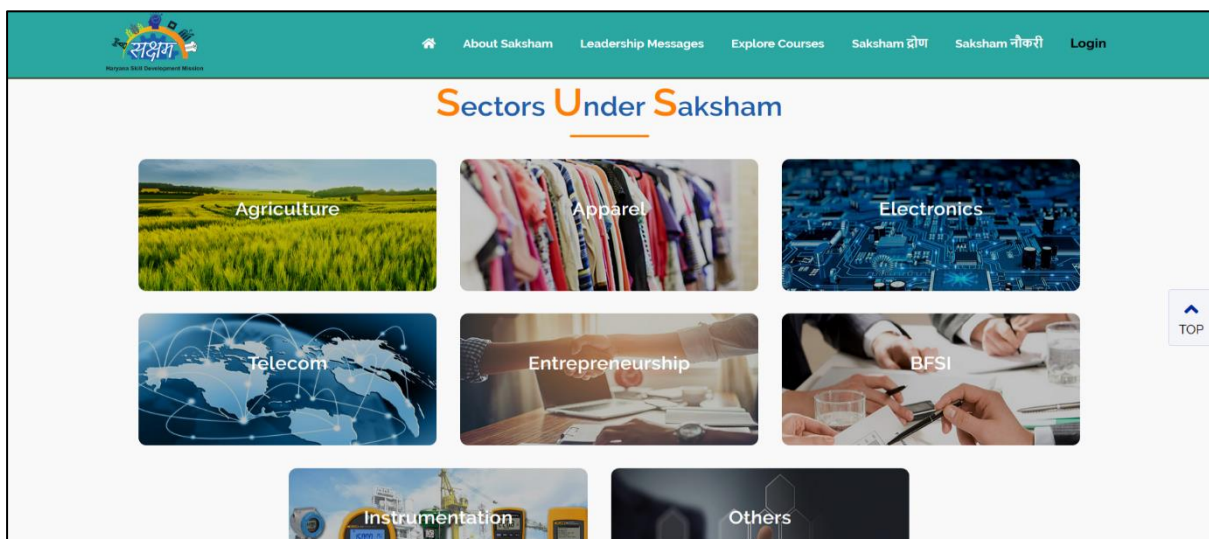 सक्षम
Haryana Skill Development Mission
About Saksham Leadership Messages Explore Courses Saksham द्रोण Saksham नौकरी Login
Sectors Under Saksham
Agriculture Apparel Electronics
TOP
Telecom Entrepreneurship BFSI
Instrumentation Others